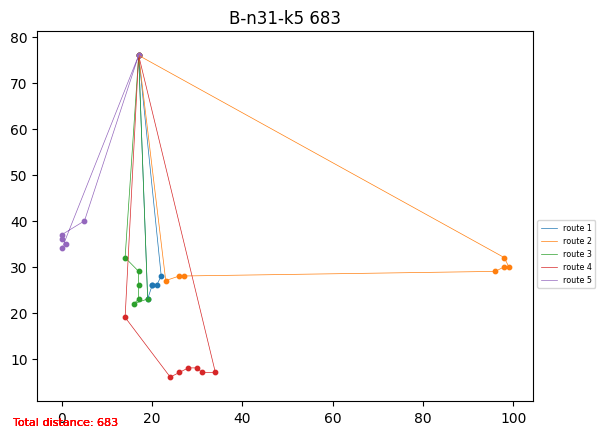 B-n31-k5 683
80
70
60
50
40
30
20
10
0 20 40 60 80 100
route 1
route 2
route 3
route 4
route 5
Total distance: 683